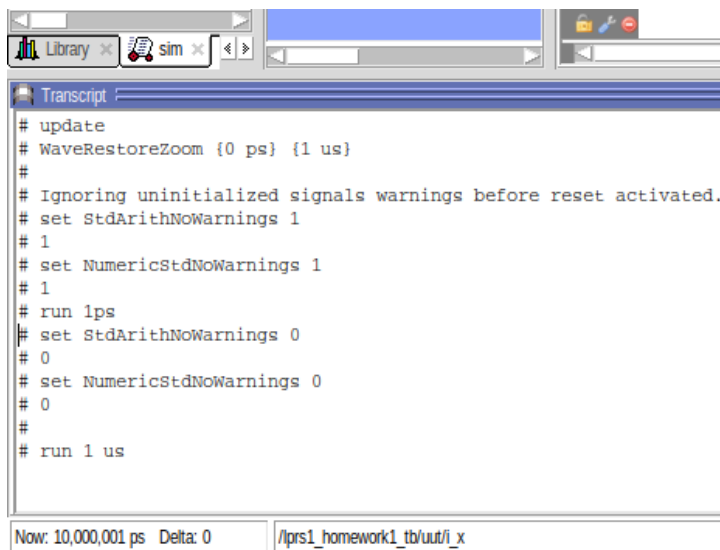 Library sim
Transcript
# update
# WaveRestoreZoom {0 ps} {1 us}
#
# Ignoring uninitialized signals warnings before reset activated.
# set StdArithNoWarnings 1
# 1
# set NumericStdNoWarnings 1
# 1
# run 1ps
# set StdArithNoWarnings 0
# 0
# set NumericStdNoWarnings 0
# 0
#
# run 1 us
Now: 10,000,001 ps Delta: 0 /lprs1_homework1_tb/uut/i_x